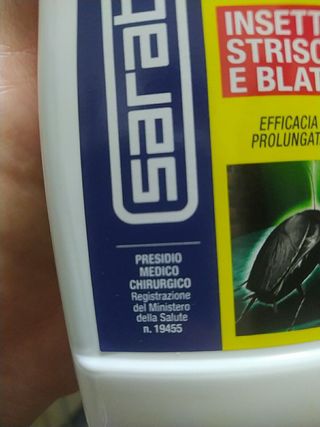 sarat
INSETT
STRISC
E BLAT
EFFICACIA
PROLUNGAT
PRESIDIO
MEDICO
CHIRURGICO
Registrazione
del Ministero
della Salute
n. 19455